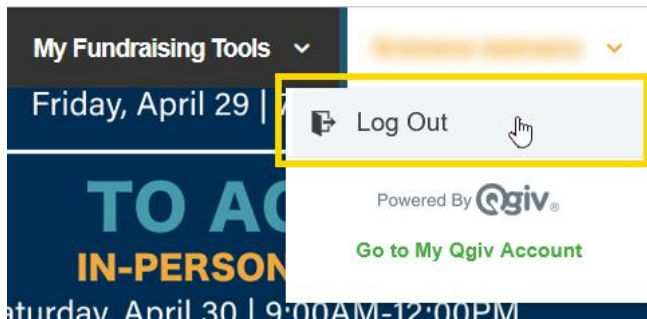 My Fundraising Tools
Friday, April 29 | 7
Log Out
TO AC
Powered By Qgiv®
Go to My Qgiv Account
IN-PERSON
aturday, April 30 | 9:00AM-12:00PM